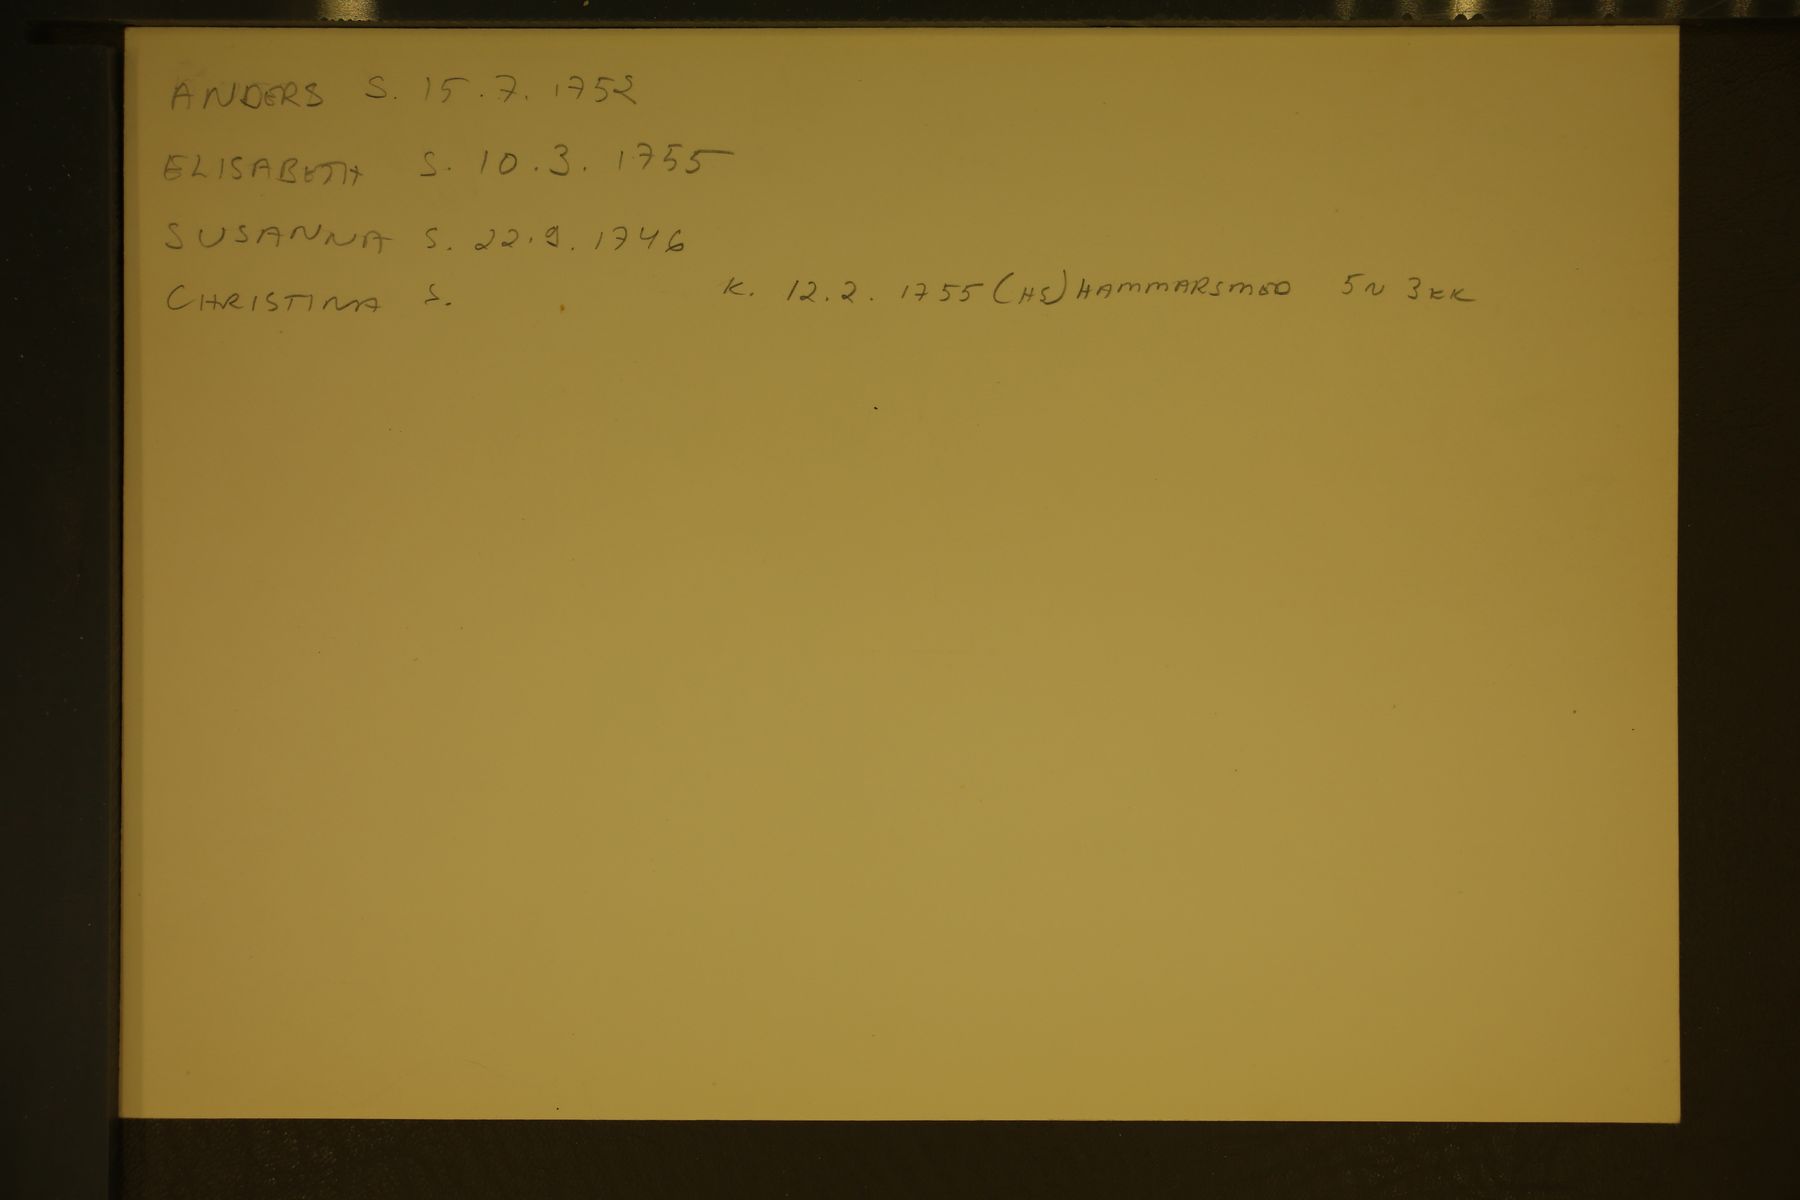 ANDERS S. 15.7.1752
ELISABETH S. 10.3.1755
SUSANNA S. 22.9.1746
CHRISTINA S. K. 12.2.1755 (HS) HAMMARSMED 5N 3KK